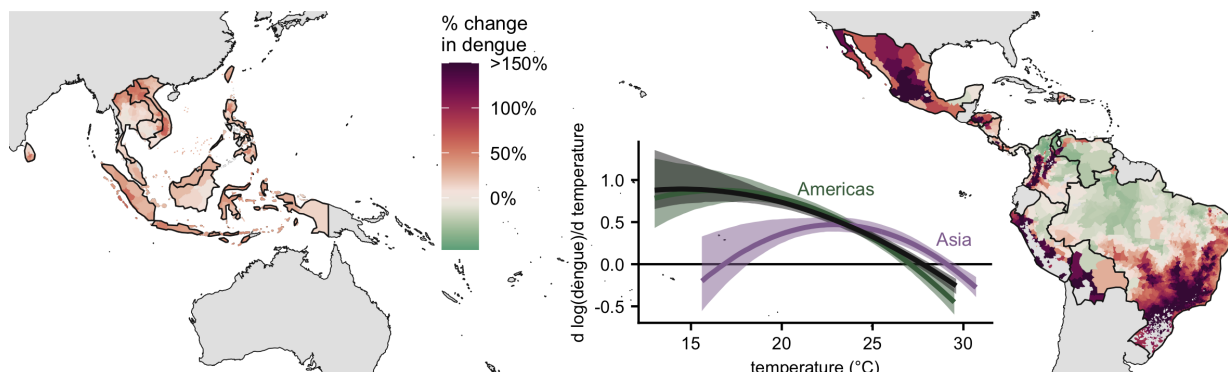 % change
in dengue
>150%
100%
50%
0%
d log(dengue)/d temperature
1.0
0.5
0.0
-0.5
Americas
Asia
15
20
25
30
temperature (°C)